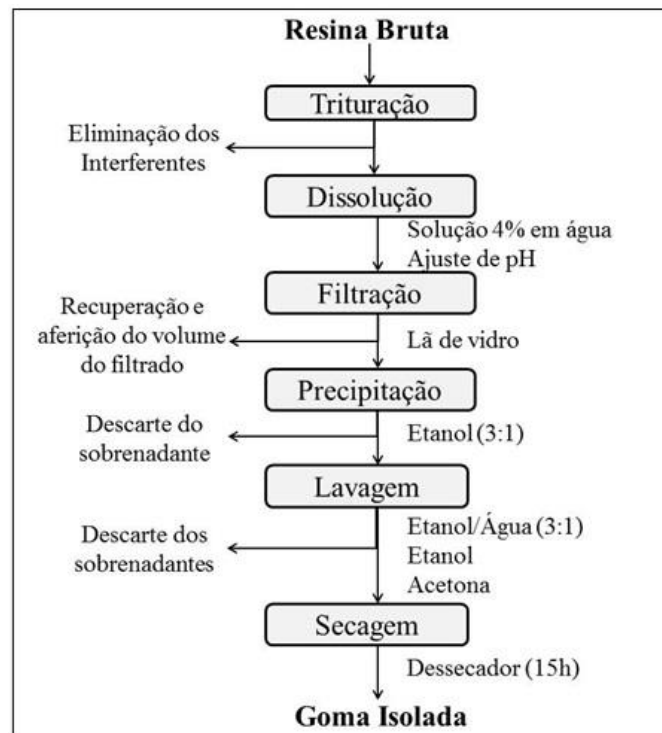 Resina Bruta
Trituração
Eliminação dos
Interferentes
Dissolução
Solução 4% em água
Ajuste de pH
Filtração
Recuperação e
aferição do volume
do filtrado
Lã de vidro
Precipitação
Descarte do
sobrenadante
Etanol (3:1)
Lavagem
Descarte dos
sobrenadantes
Etanol/Água (3:1)
Etanol
Acetona
Secagem
Dessecador (15h)
Goma Isolada